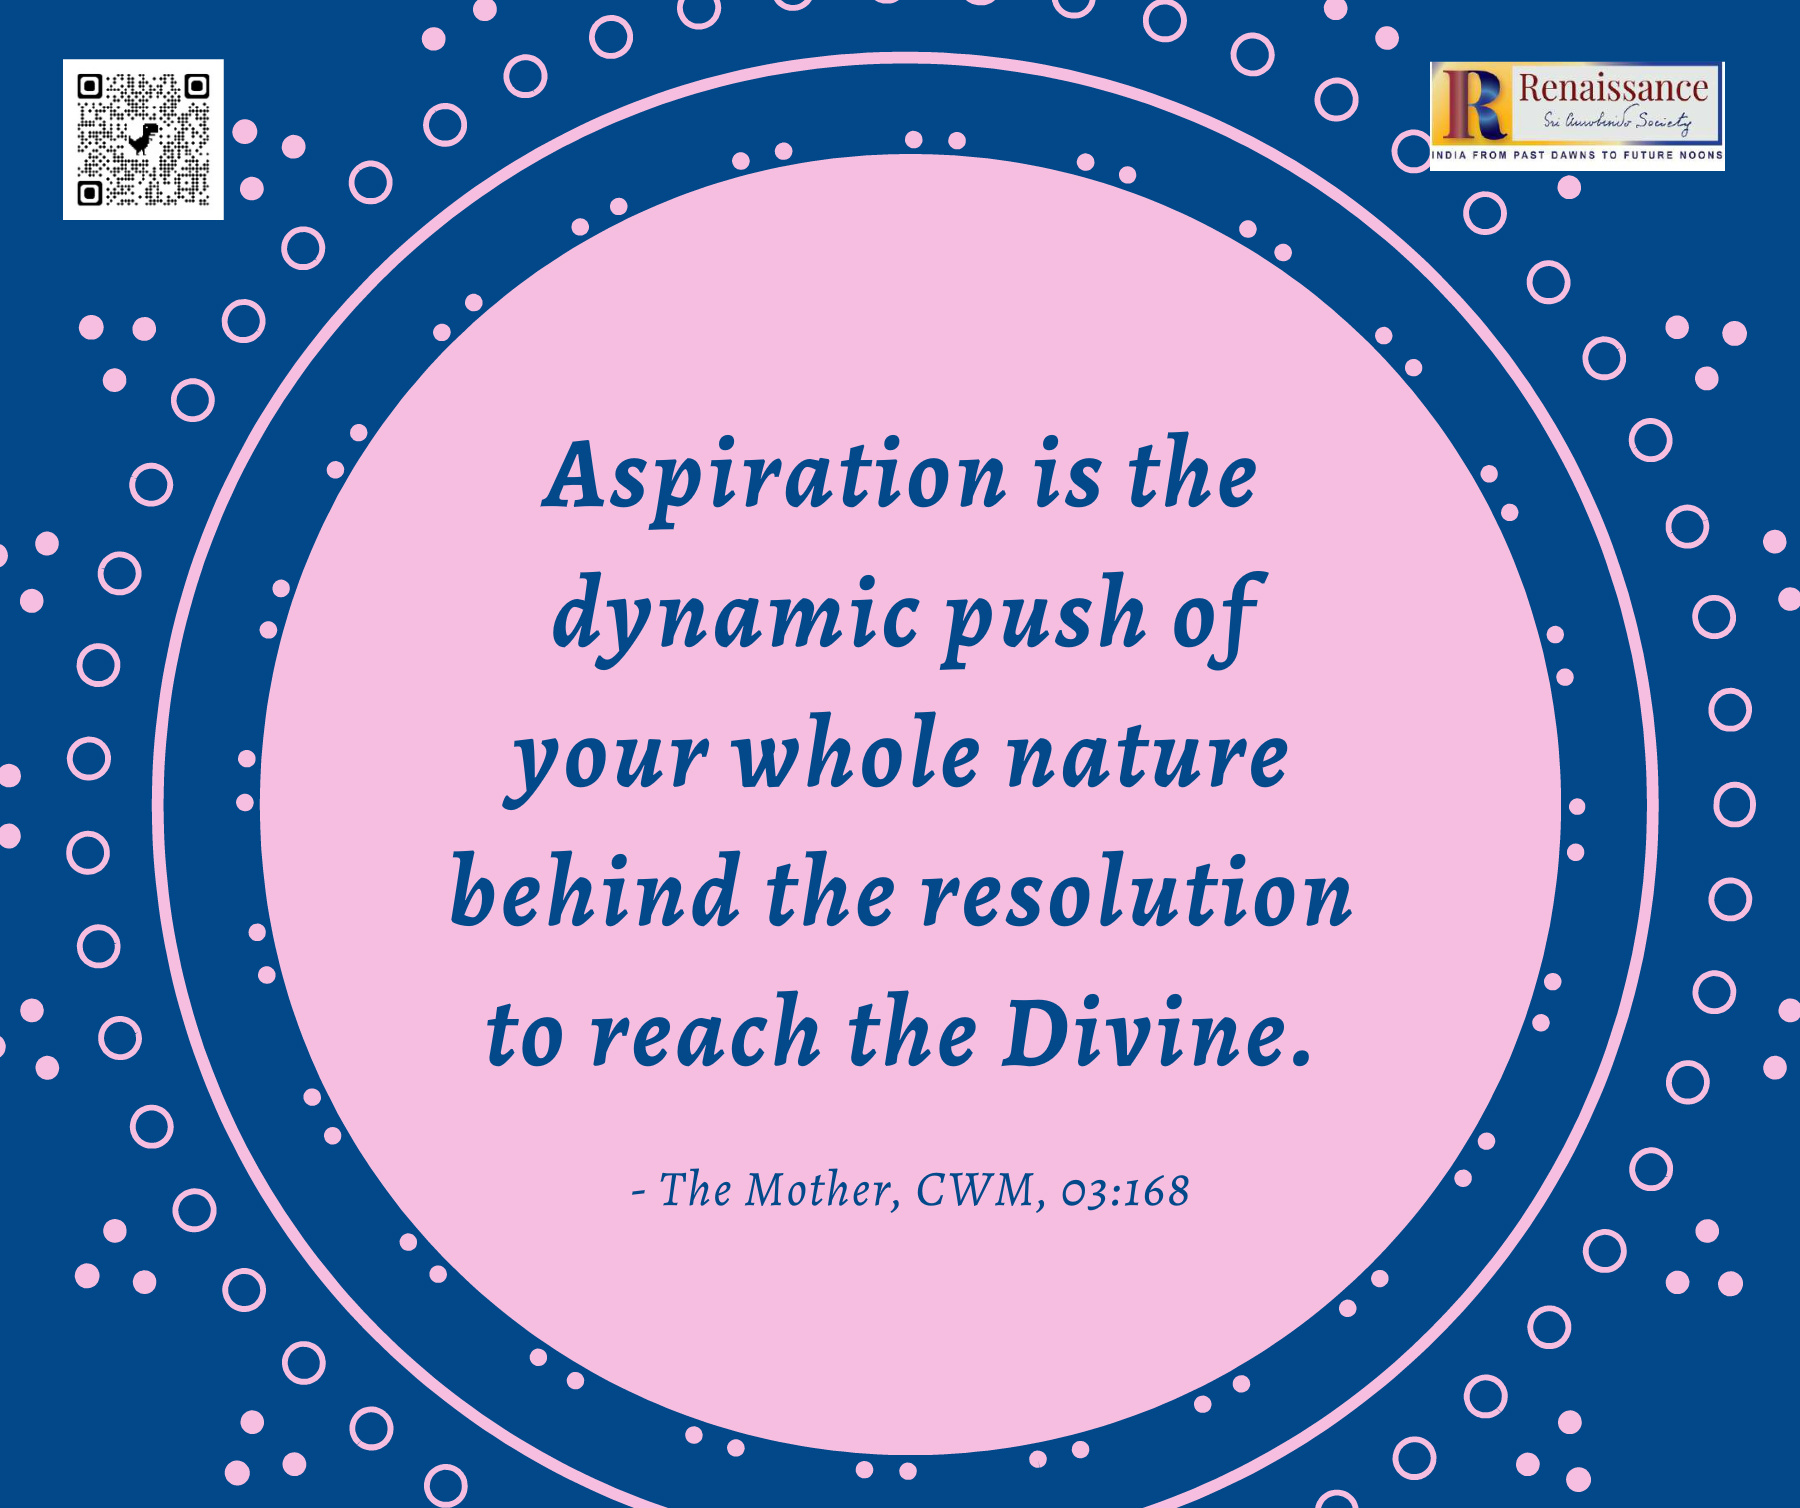 Renaissance
Sri Aurobindo Society
INDIA FROM PAST DAWNS TO FUTURE NOONS
Aspiration is the
dynamic push of
your whole nature
behind the resolution
to reach the Divine.
- The Mother, CWM, 03:168